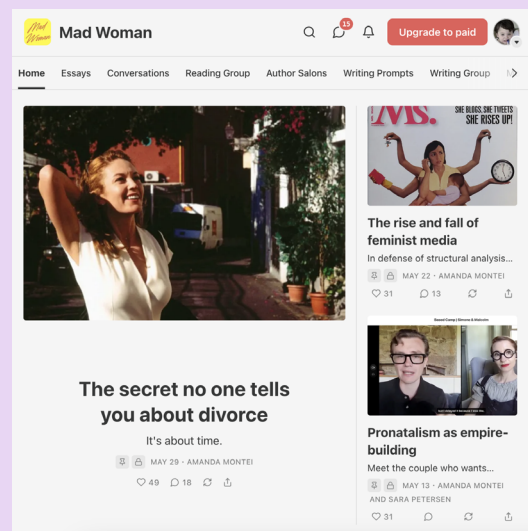 Mad Woman
Mad Woman
15
Upgrade to paid
Home Essays Conversations Reading Group Author Salons Writing Prompts Writing Group
The secret no one tells
you about divorce
It's about time.
MAY 29 • AMANDA MONTEI
49 18
Ms.
SHE BLOGS, SHE TWEETS
SHE RISES UP!
The rise and fall of
feminist media
In defense of structural analysis...
MAY 22 • AMANDA MONTEI
31 13
Pronatalism as empire-
building
Meet the couple who wants...
MAY 13 • AMANDA MONTEI
AND SARA PETERSEN
31